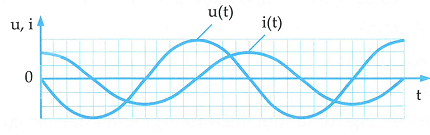 u(t) i(t)
u, i
0
t